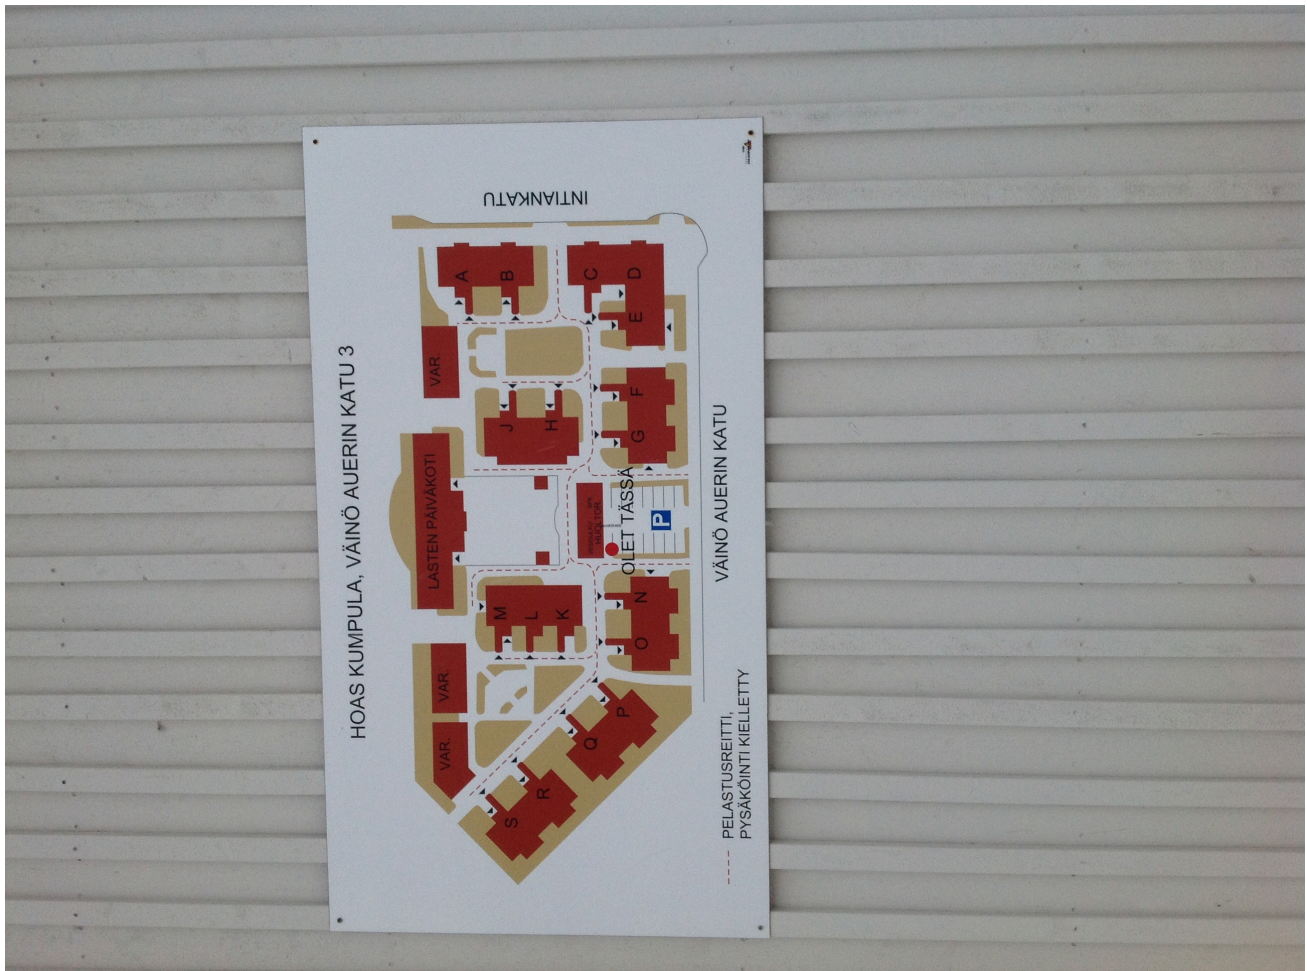 HOAS KUMPULA, VÄINÖ AUERIN KATU 3
VAR.
VAR.
LASTEN PÄIVÄKOTI
VAR.
A
B
S
R
Q
P
M
L
K
J
H
C
D
E
F
G
O
N
OLET TÄSSÄ
P
INTIANKATU
VÄINÖ AUERIN KATU
PELASTUSREITTI,
PYSÄKÖINTI KIELLETTY